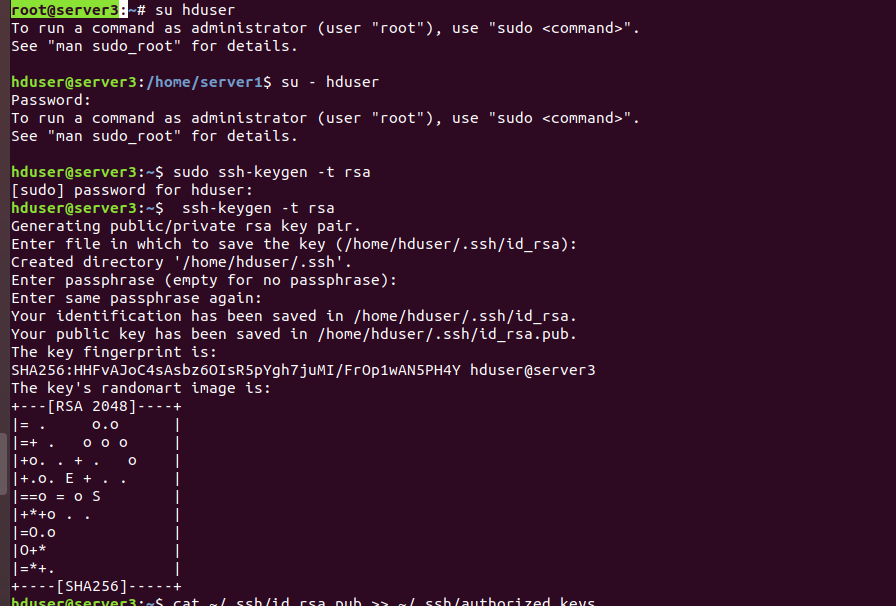 root@server3:~# su hduser
To run a command as administrator (user "root"), use "sudo <command>".
See "man sudo_root" for details.

hduser@server3:/home/server1$ su - hduser
Password:
To run a command as administrator (user "root"), use "sudo <command>".
See "man sudo_root" for details.

hduser@server3:~$ sudo ssh-keygen -t rsa
[sudo] password for hduser:
hduser@server3:~$  ssh-keygen -t rsa
Generating public/private rsa key pair.
Enter file in which to save the key (/home/hduser/.ssh/id_rsa):
Created directory '/home/hduser/.ssh'.
Enter passphrase (empty for no passphrase):
Enter same passphrase again:
Your identification has been saved in /home/hduser/.ssh/id_rsa.
Your public key has been saved in /home/hduser/.ssh/id_rsa.pub.
The key fingerprint is:
SHA256:HHFvAJoC4sAsbz6OIsR5pYgh7juMI/FrOp1wAN5PH4Y hduser@server3
The key's randomart image is:
+---[RSA 2048]----+
|= .     o.o      |
|=+ .   o o o     |
|+o. . + .   o    |
|+.o. E + . .     |
|==o = o S        |
|+*+o . .         |
|=O.o             |
|O+*              |
|=*+.             |
+----[SHA256]-----+
hduser@server3:~$ cat ~/.ssh/id_rsa.pub >> ~/.ssh/authorized_keys